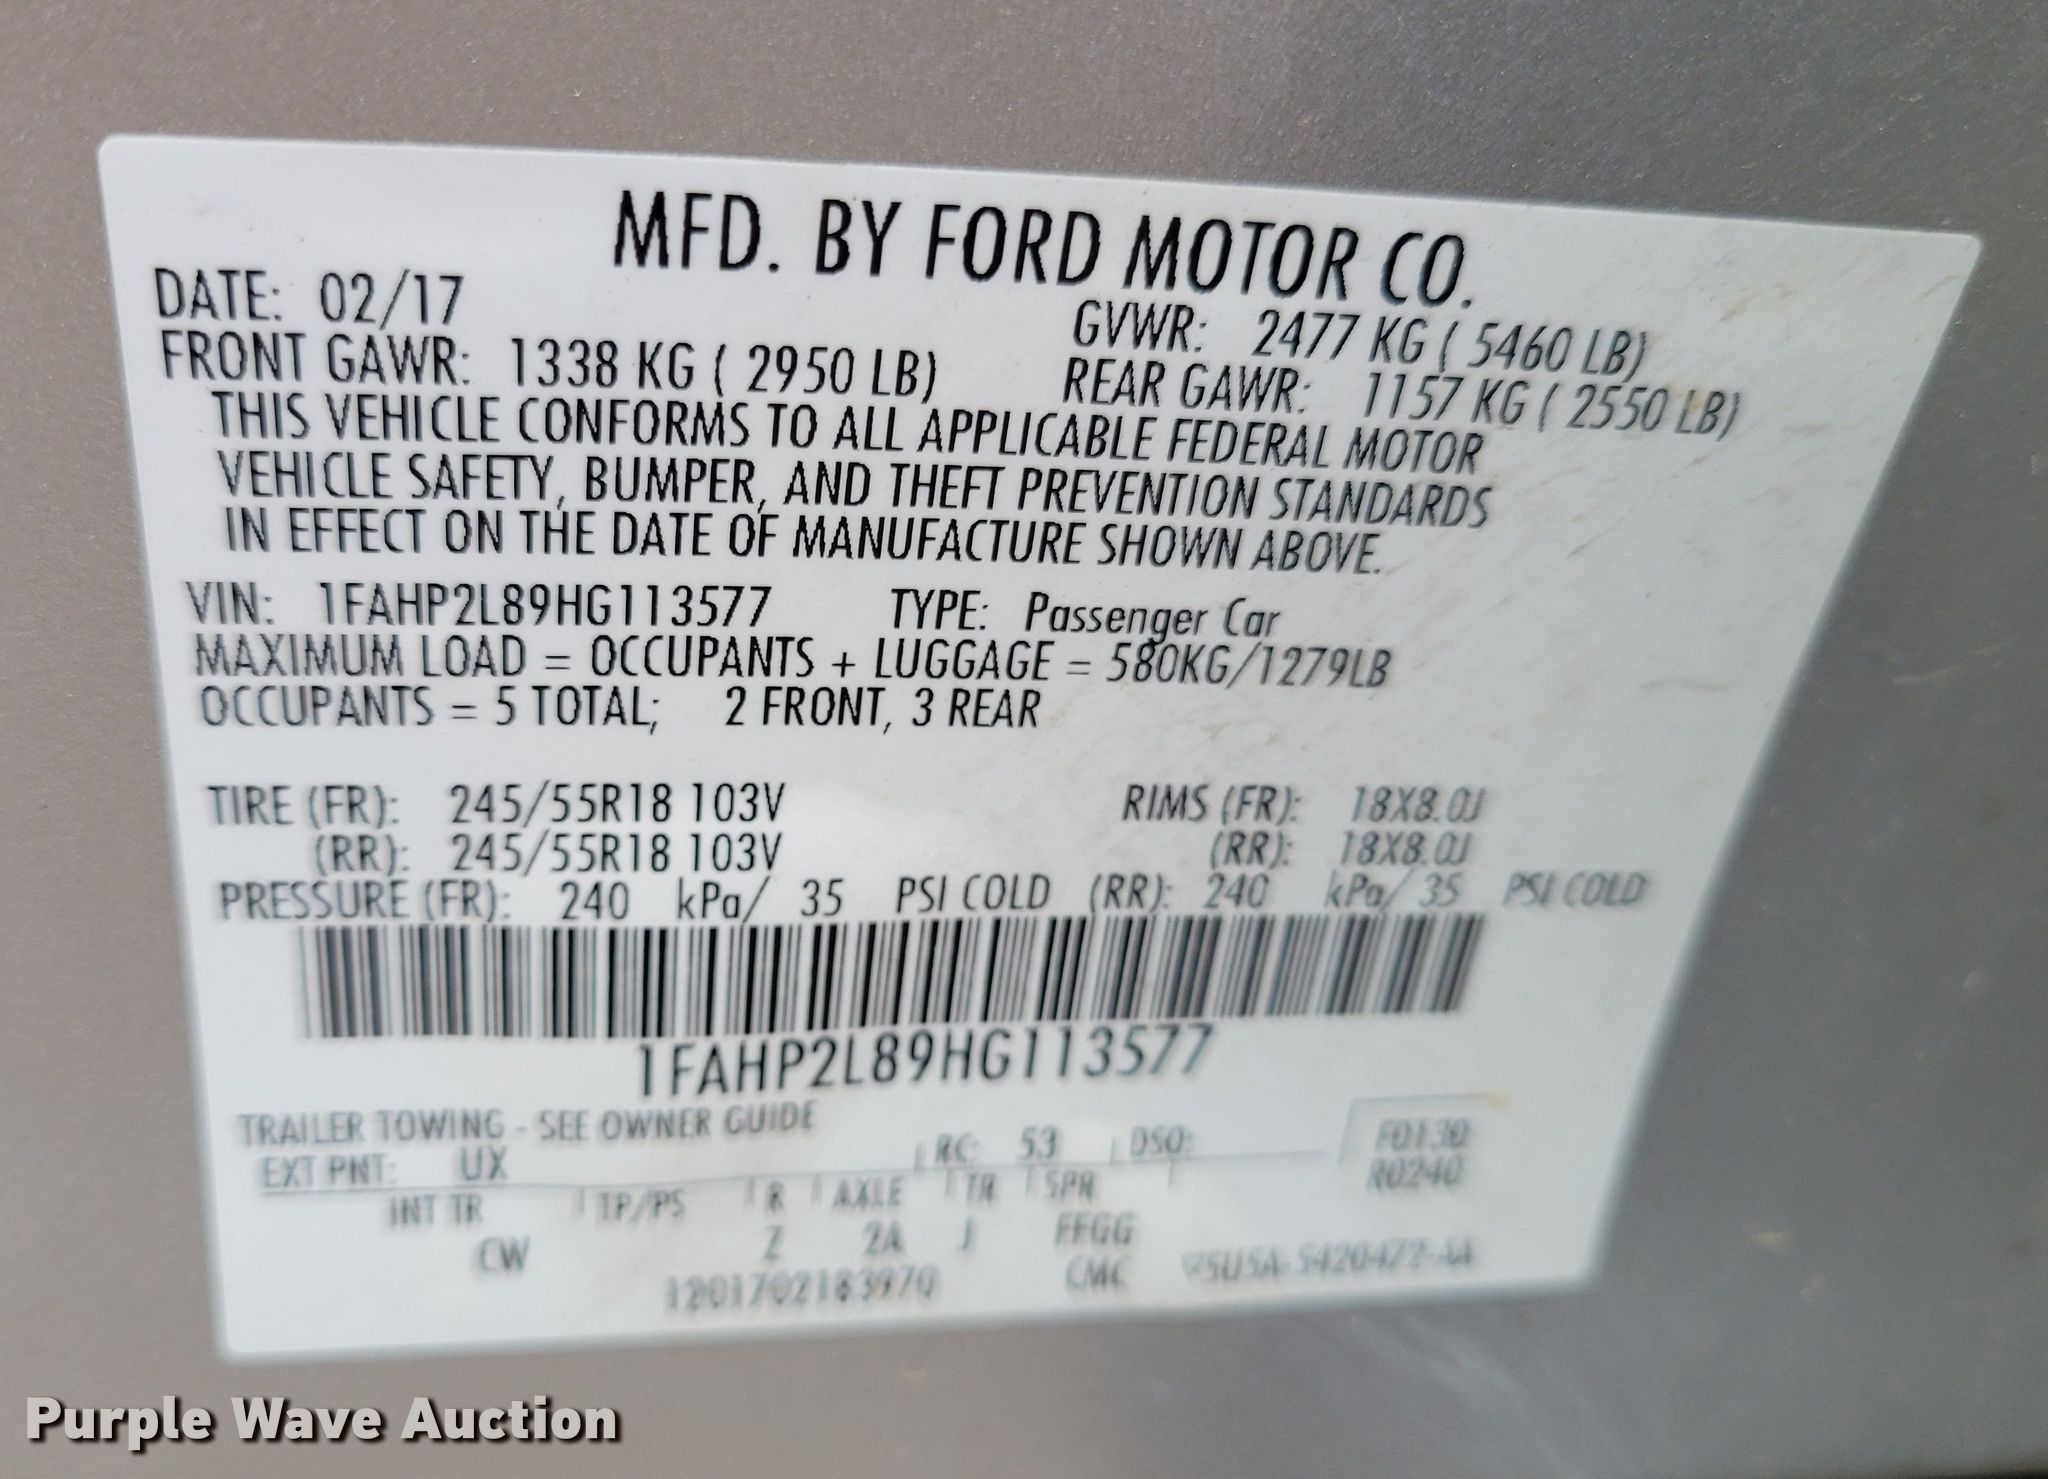 MFD. BY FORD MOTOR CO.
DATE: 02/17 GVWR: 2477 KG ( 5460 LB)
FRONT GAWR: 1338 KG ( 2950 LB) REAR GAWR: 1157 KG ( 2550 LB)
THIS VEHICLE CONFORMS TO ALL APPLICABLE FEDERAL MOTOR
VEHICLE SAFETY, BUMPER, AND THEFT PREVENTION STANDARDS
IN EFFECT ON THE DATE OF MANUFACTURE SHOWN ABOVE.
VIN: 1FAHP2L89HG113577 TYPE: Passenger Car
MAXIMUM LOAD = OCCUPANTS + LUGGAGE = 580KG/1279LB
OCCUPANTS = 5 TOTAL; 2 FRONT, 3 REAR
TIRE (FR): 245/55R18 103V RIMS (FR): 18X8.0J
(RR): 245/55R18 103V (RR): 18X8.0J
PRESSURE (FR): 240 kPa/ 35 PSI COLD (RR): 240 kPa/ 35 PSI COLD
1FAHP2L89HG113577
TRAILER TOWING - SEE OWNER GUIDE
EXT PNT: UX RC: 53 DSO: F0130
R0240
INT TR TP/PS R AXLE TR SPR
CW Z 2A J FFGG
CMC
Purple Wave Auction